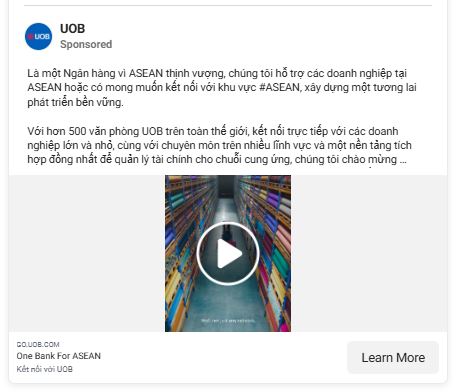 UOB
UOB
Sponsored
Là một Ngân hàng vì ASEAN thịnh vượng, chúng tôi hỗ trợ các doanh nghiệp tại
ASEAN hoặc có mong muốn kết nối với khu vực #ASEAN, xây dựng một tương lai
phát triển bền vững.
Với hơn 500 văn phòng UOB trên toàn thế giới, kết nối trực tiếp với các doanh
nghiệp lớn và nhỏ, cùng với chuyên môn trên nhiều lĩnh vực và một nền tảng tích
hợp đồng nhất để quản lý tài chính cho chuỗi cung ứng, chúng tôi chào mừng ...
GO.UOB.COM
One Bank For ASEAN
Kết nối với UOB
Learn More